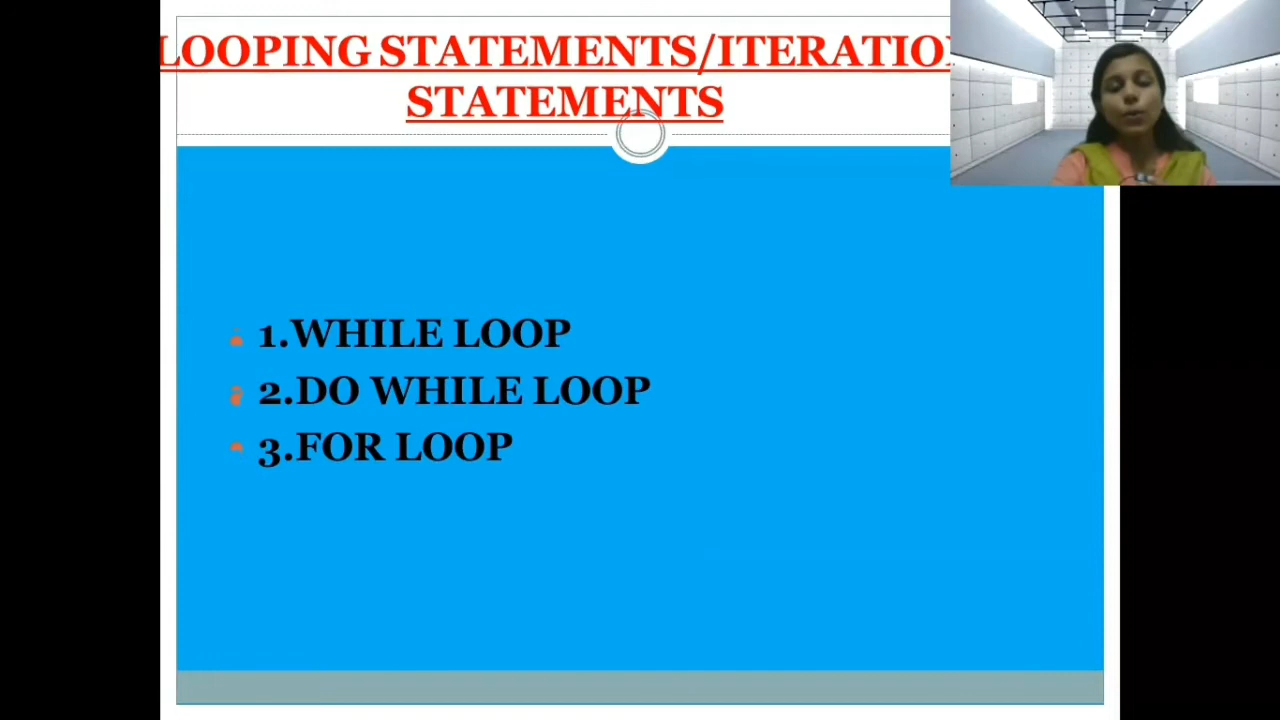 LOOPING STATEMENTS/ITERATIO
STATEMENTS
1.WHILE LOOP
2.DO WHILE LOOP
3.FOR LOOP